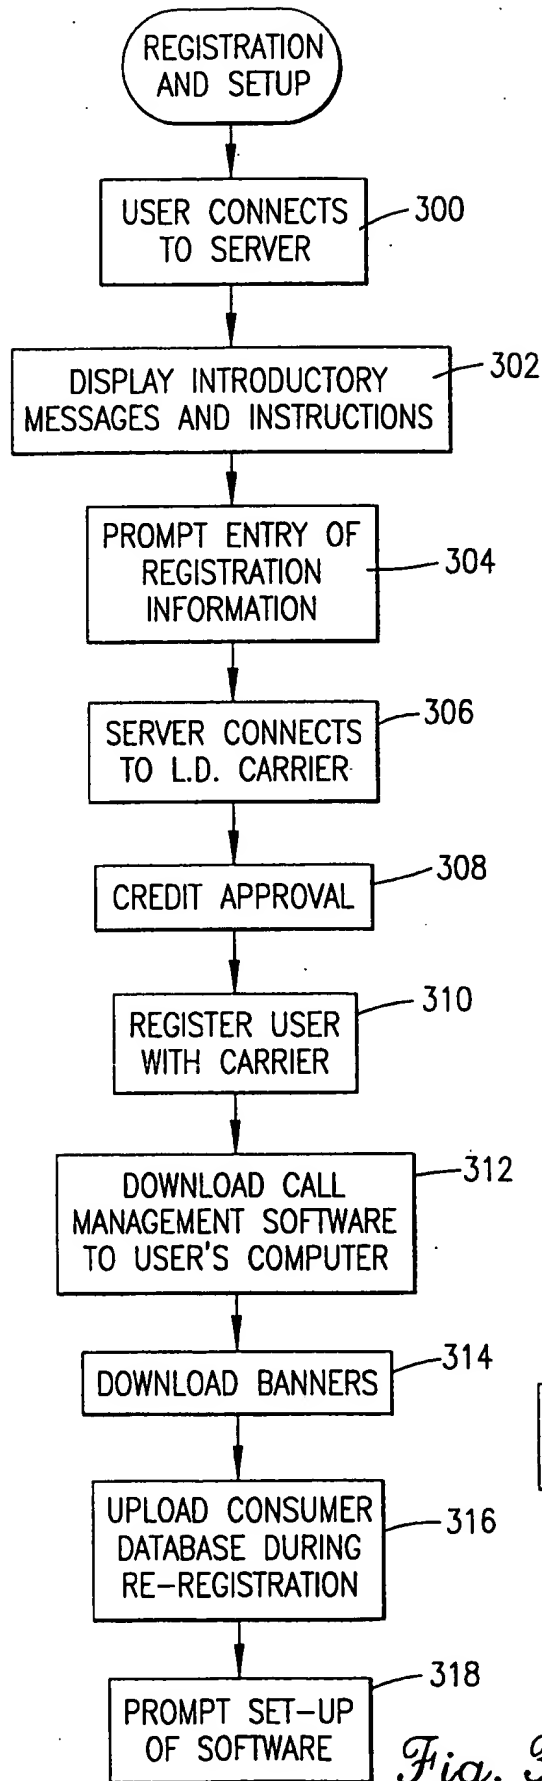 REGISTRATION
AND SETUP
USER CONNECTS
TO SERVER
300
DISPLAY INTRODUCTORY
MESSAGES AND INSTRUCTIONS
302
PROMPT ENTRY OF
REGISTRATION
INFORMATION
304
SERVER CONNECTS
TO L.D. CARRIER
306
CREDIT APPROVAL
308
REGISTER USER
WITH CARRIER
310
DOWNLOAD CALL
MANAGEMENT SOFTWARE
TO USER'S COMPUTER
312
DOWNLOAD BANNERS
314
UPLOAD CONSUMER
DATABASE DURING
RE-REGISTRATION
316
PROMPT SET-UP
OF SOFTWARE
318
Fig. 3